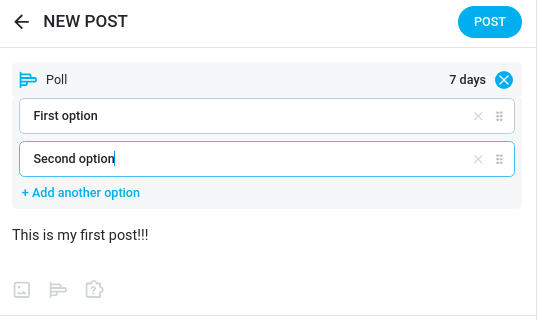 NEW POST
POST
Poll
7 days
First option
Second option
+ Add another option
This is my first post!!!